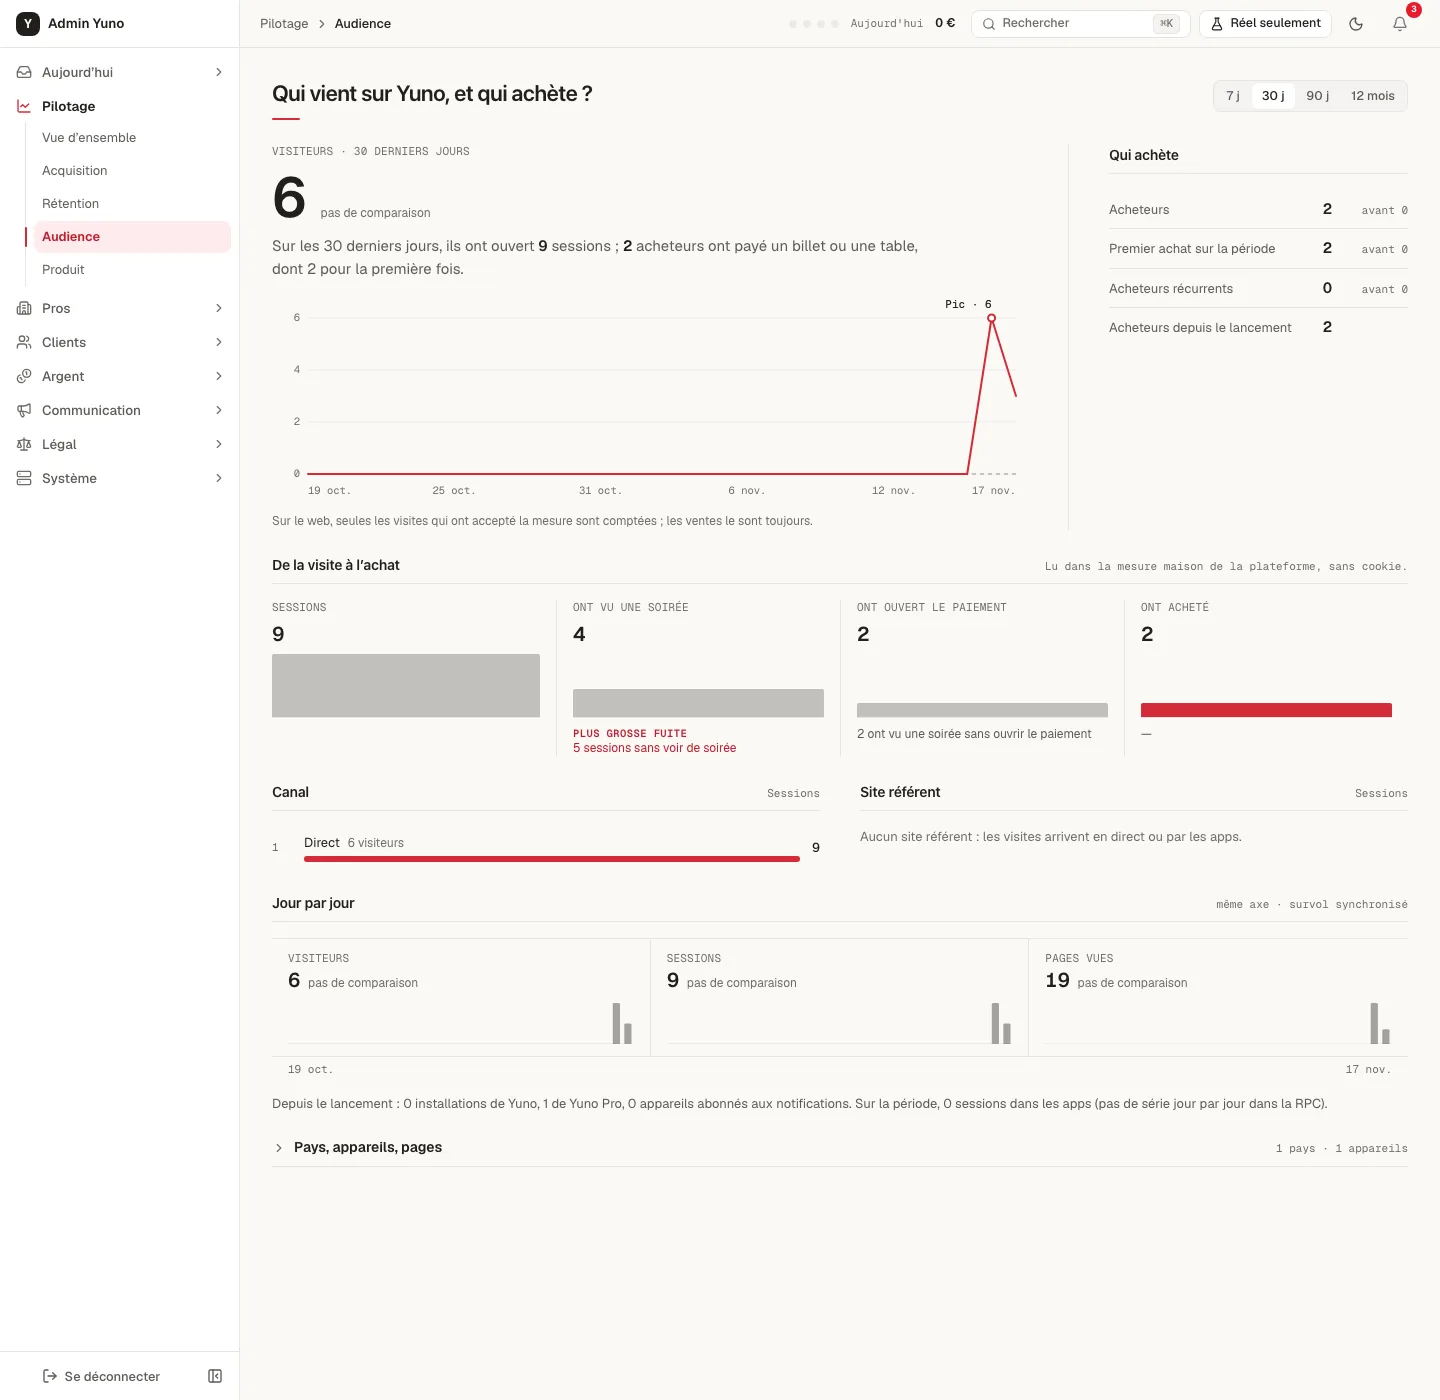 Y Admin Yuno
Pilotage > Audience
Aujourd'hui 0 €
Rechercher ⌘K
Réel seulement
3
Aujourd'hui
Pilotage
Vue d'ensemble
Acquisition
Rétention
Audience
Produit
Pros
Clients
Argent
Communication
Légal
Système
Se déconnecter
Qui vient sur Yuno, et qui achète ?
7 j 30 j 90 j 12 mois
VISITEURS · 30 DERNIERS JOURS
6 pas de comparaison
Sur les 30 derniers jours, ils ont ouvert 9 sessions ; 2 acheteurs ont payé un billet ou une table,
dont 2 pour la première fois.
Pic · 6
6
4
2
0
19 oct. 25 oct. 31 oct. 6 nov. 12 nov. 17 nov.
Sur le web, seules les visites qui ont accepté la mesure sont comptées ; les ventes le sont toujours.
Qui achète
Acheteurs 2 avant 0
Premier achat sur la période 2 avant 0
Acheteurs récurrents 0 avant 0
Acheteurs depuis le lancement 2
De la visite à l'achat
Lu dans la mesure maison de la plateforme, sans cookie.
SESSIONS
9
ONT VU UNE SOIRÉE
4
PLUS GROSSE FUITE
5 sessions sans voir de soirée
ONT OUVERT LE PAIEMENT
2
2 ont vu une soirée sans ouvrir le paiement
ONT ACHETÉ
2
—
Canal Sessions
1 Direct 6 visiteurs 9
Site référent Sessions
Aucun site référent : les visites arrivent en direct ou par les apps.
Jour par jour
même axe · survol synchronisé
VISITEURS
6 pas de comparaison
SESSIONS
9 pas de comparaison
PAGES VUES
19 pas de comparaison
19 oct. 17 nov.
Depuis le lancement : 0 installations de Yuno, 1 de Yuno Pro, 0 appareils abonnés aux notifications. Sur la période, 0 sessions dans les apps (pas de série jour par jour dans la RPC).
Pays, appareils, pages
1 pays · 1 appareils